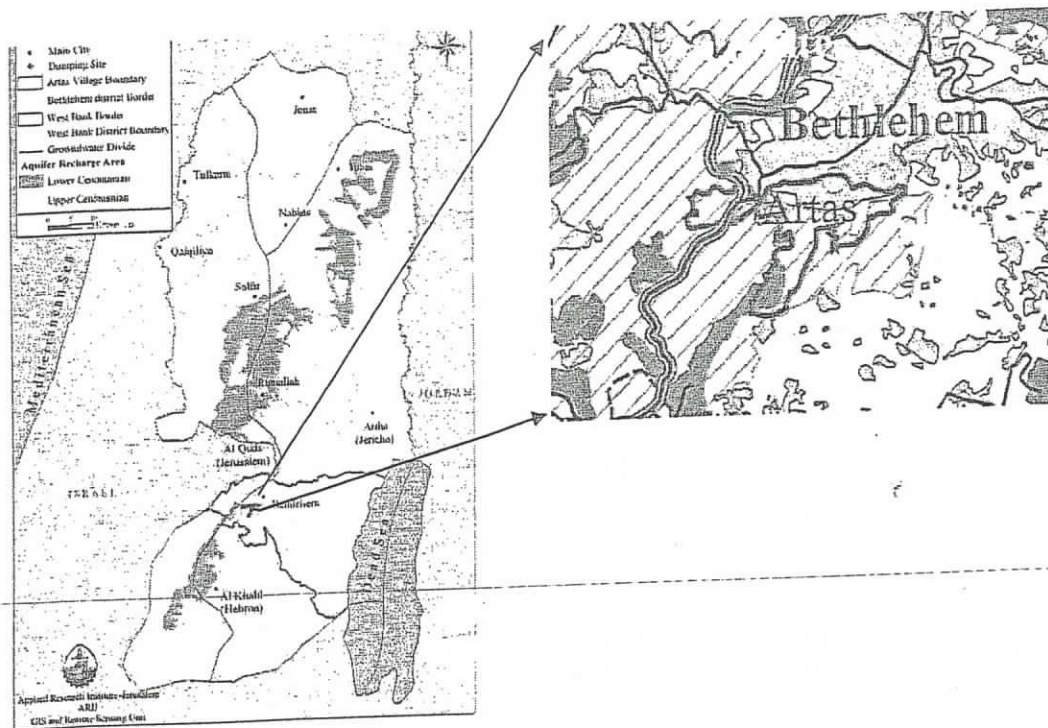 Main City
Dumping Site
Artas Village Boundary
Bethlehem district Border
West Bank Border
West Bank District Boundary
Groundwater Divide
Aquifer Recharge Area
Lower Cenomanian
Upper Cenomanian
Jenin
Tubas
Tulkarm
Nablus
Qalqiliya
Salfit
Ramallah
Ariha
(Jericho)
Al Quds
(Jerusalem)
Bethlehem
Al Khalil
(Hebron)
Mediterranean Sea
ISRAEL
JORDAN
Dead Sea
Applied Research Institute - Jerusalem
ARIJ
GIS and Remote Sensing Unit
Bethlehem
Artas